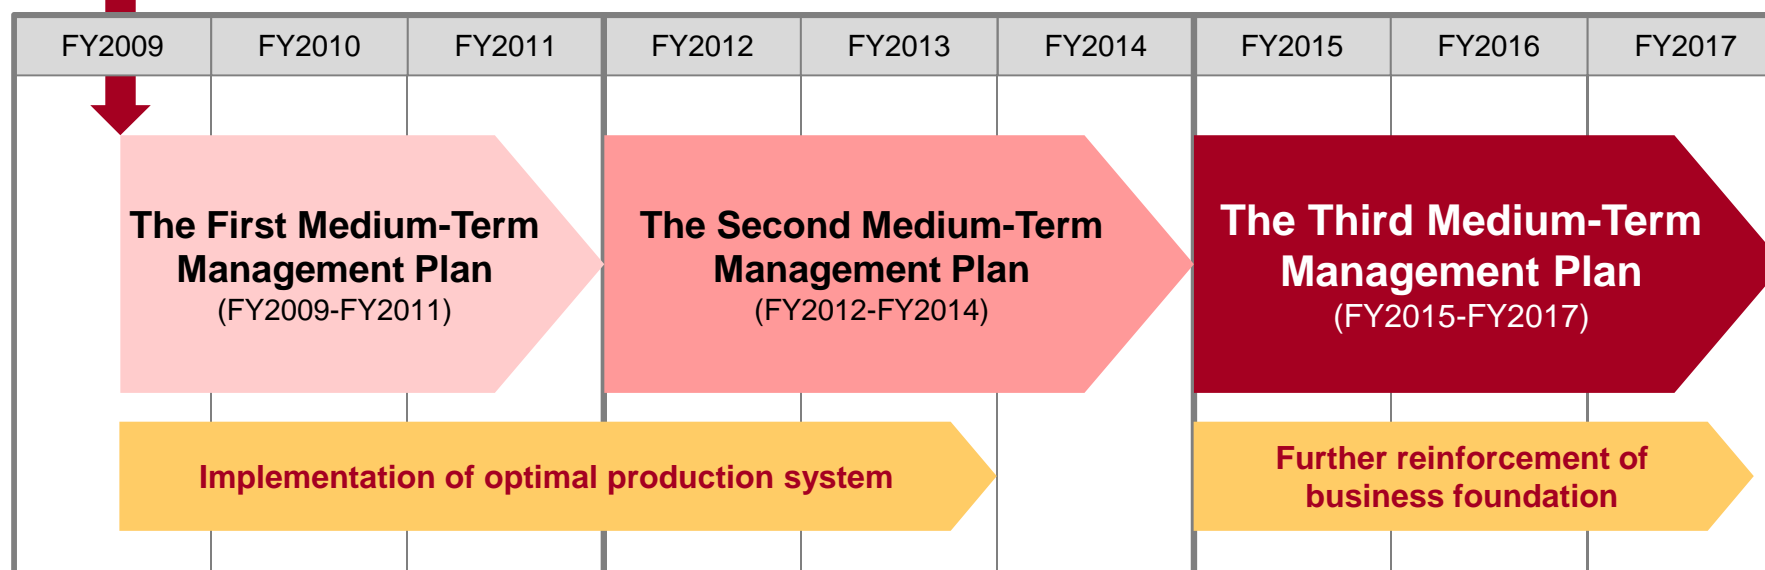 FY2009 FY2010 FY2011 FY2012 FY2013 FY2014 FY2015 FY2016 FY2017
The First Medium-Term
Management Plan
(FY2009-FY2011)
The Second Medium-Term
Management Plan
(FY2012-FY2014)
The Third Medium-Term
Management Plan
(FY2015-FY2017)
Implementation of optimal production system
Further reinforcement of
business foundation